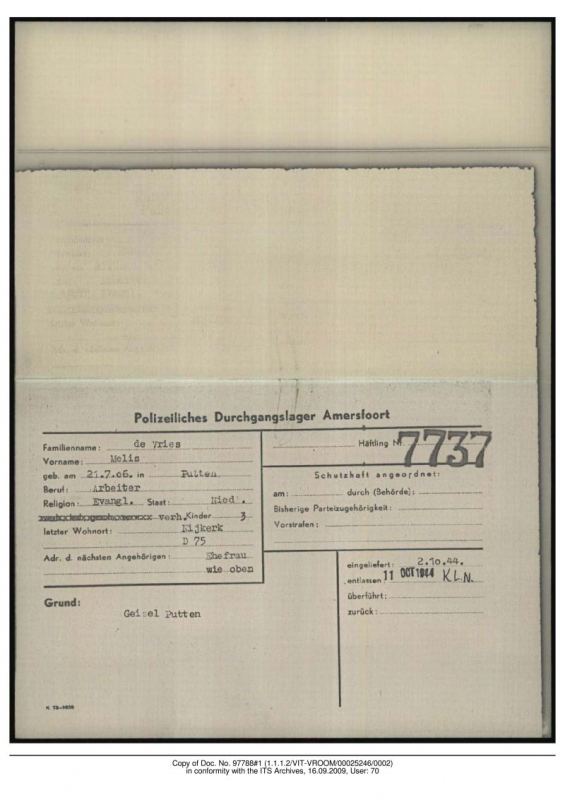 Polizeiliches Durchgangslager Amersfoort
Familienname: de Vries
Vorname: Melis
geb. am 21.7.06. in Putten
Beruf: Arbeiter
Religion: Evangl. Staat: Nied.
verh. Kinder 3
letzter Wohnort: Nijkerk
D 75
Adr. d. nächsten Angehörigen: Ehefrau
wie oben
Häftling Nr. 7737
Schutzhaft angeordnet:
am: durch (Behörde):
Bisherige Parteizugehörigkeit:
Vorstrafen:
eingeliefert: 2.10.44.
entlassen 11 OCT 1944 K.L.N.
überführt:
zurück:
Grund:
Geisel Putten
Copy of Doc. No. 97788#1 (1.1.1.2/VIT-VROOM/00025246/0002)
in conformity with the ITS Archives, 16.09.2009, User: 70